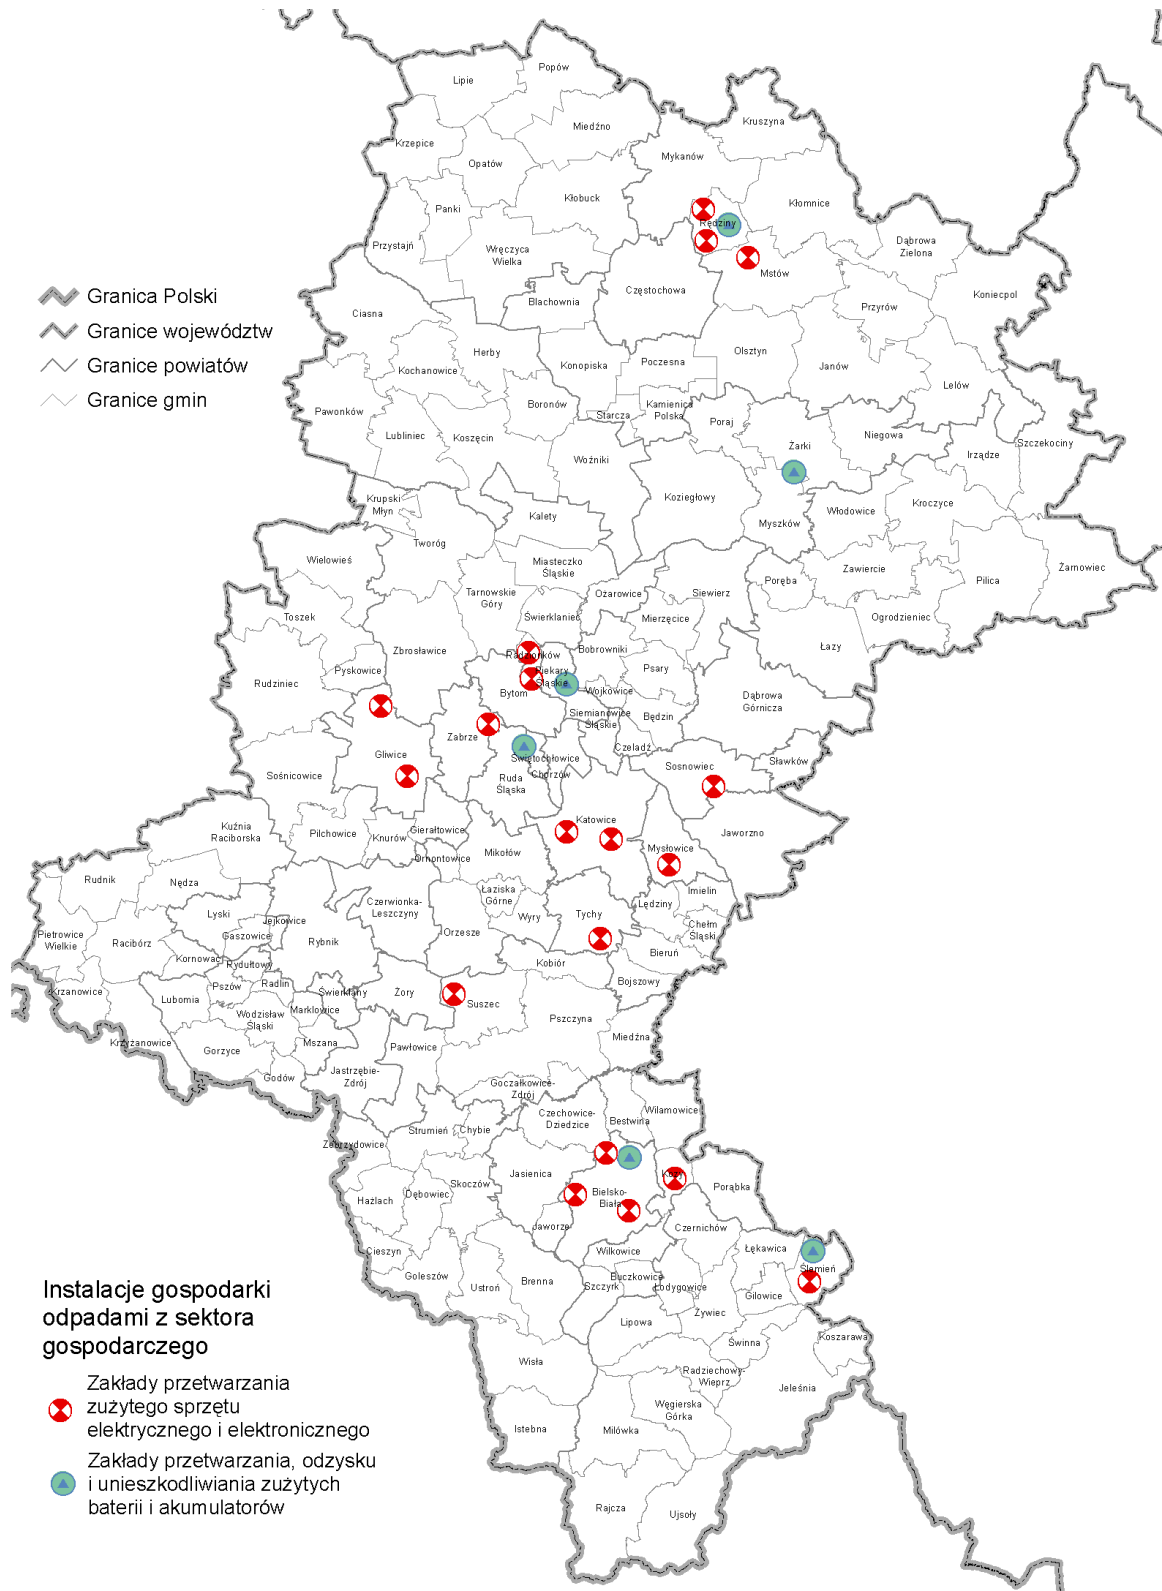 Popów
Lipie
Kruszyna
Miedźno
Krzepice
Mykanów
Opatów
Kłobuck
Kłomnice
Panki
Rędziny
Przystajń
Wręczyca
Wielka
Dąbrowa
Zielona
Mstów
Częstochowa
Koniecpol
Granica Polski
Blachownia
Przyrów
Ciasna
Granice województw
Herby
Olsztyn
Konopiska
Poczesna
Janów
Granice powiatów
Kochanowice
Lelów
Granice gmin
Boronów
Kamienica
Polska
Pawonków
Starcza
Poraj
Lubliniec
Koszęcin
Żarki
Niegowa
Szczekociny
Irządze
Woźniki
Krupski
Młyn
Koziegłowy
Kroczyce
Włodowice
Kalety
Myszków
Tworóg
Wielowieś
Miasteczko
Śląskie
Zawiercie
Żarnowiec
Poręba
Pilica
Tarnowskie
Góry
Ożarowice
Siewierz
Toszek
Świerklaniec
Mierzęcice
Ogrodzieniec
Zbrosławice
Radzionków
Bobrowniki
Łazy
Pyskowice
Piekary
Śląskie
Psary
Rudziniec
Bytom
Wojkowice
Dąbrowa
Górnicza
Siemianowice
Śląskie
Będzin
Zabrze
Czeladź
Gliwice
Świętochłowice
Sosnowiec
Sławków
Sośnicowice
Ruda
Śląska
Chorzów
Katowice
Kuźnia
Raciborska
Pilchowice
Knurów
Gierałtowice
Jaworzno
Ornontowice
Mikołów
Mysłowice
Rudnik
Nędza
Łaziska
Górne
Imielin
Czerwionka-
Leszczyny
Lędziny
Lyski
Jejkowice
Wyry
Tychy
Chełm
Śląski
Pietrowice
Wielkie
Racibórz
Gaszowice
Rybnik
Orzesze
Bieruń
Kornowac
Rydułtowy
Kobiór
Krzanowice
Pszów
Radlin
Świerklany
Żory
Bojszowy
Lubomia
Suszec
Wodzisław
Śląski
Marklowice
Pszczyna
Krzyżanowice
Gorzyce
Mszana
Pawłowice
Miedźna
Godów
Jastrzębie-
Zdrój
Goczałkowice-
Zdrój
Czechowice-
Dziedzice
Wilamowice
Bestwina
Strumień
Chybie
Zebrzydowice
Jasienica
Kozy
Skoczów
Porąbka
Hażlach
Dębowiec
Bielsko-
Biała
Jaworze
Czernichów
Cieszyn
Wilkowice
Łękawica
Ślemień
Goleszów
Ustroń
Brenna
Szczyrk
Buczkowice
Łodygowice
Gilowice
Instalacje gospodarki
odpadami z sektora
gospodarczego
Żywiec
Lipowa
Świnna
Koszarawa
Wisła
Radziechowy-
Wieprz
Jeleśnia
Zakłady przetwarzania
zużytego sprzętu
elektrycznego i elektronicznego
Węgierska
Górka
Istebna
Milówka
Zakłady przetwarzania, odzysku
i unieszkodliwiania zużytych
baterii i akumulatorów
Rajcza
Ujsoły